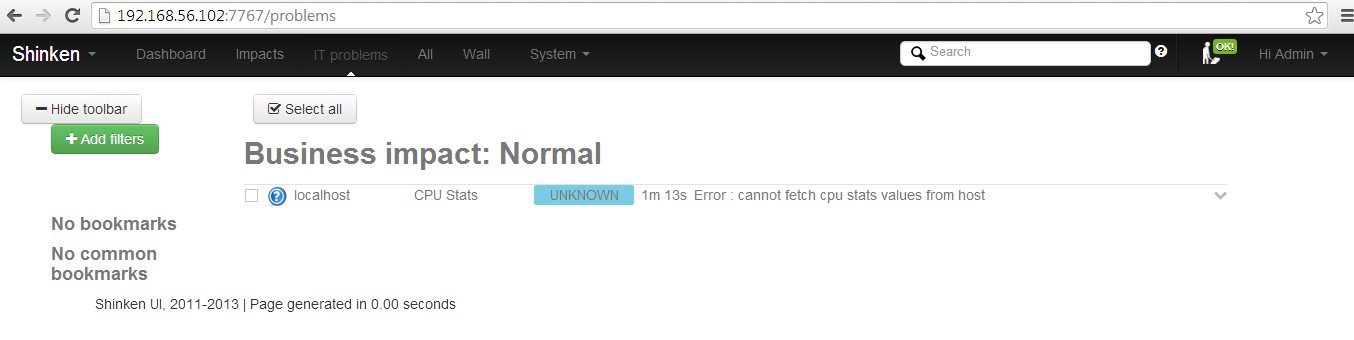 192.168.56.102:7767/problems
Shinken Dashboard Impacts IT problems All Wall System Search OK! Hi Admin
Hide toolbar Select all
Add filters
Business impact: Normal
localhost CPU Stats UNKNOWN 1m 13s Error : cannot fetch cpu stats values from host
No bookmarks
No common
bookmarks
Shinken UI, 2011-2013 | Page generated in 0.00 seconds